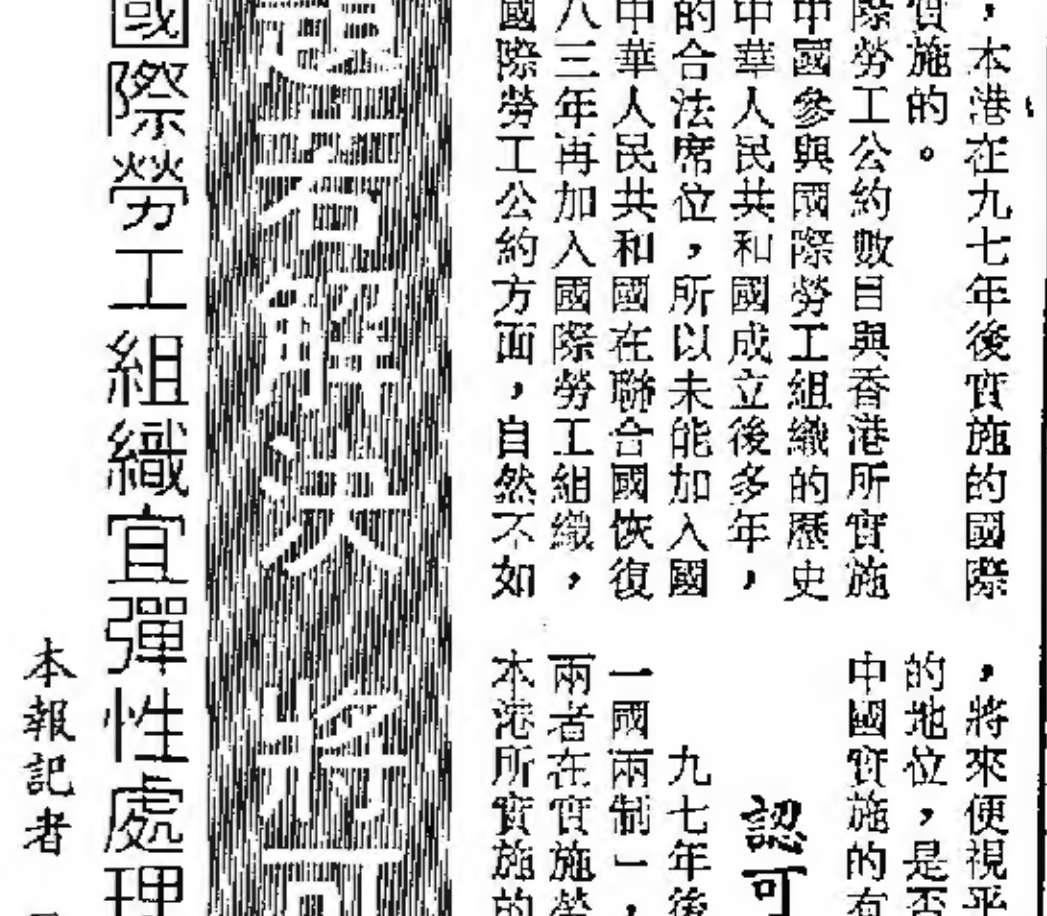 ，本港在九七年後實施的國際
實施的。
際勞工公約數目與香港所實施
中國參與國際勞工組織的歷史
中華人民共和國成立後多年，
的合法席位，所以未能加入國
中華人民共和國在聯合國恢復
八三年再加入國際勞工組織，
國際勞工公約方面，自然不如
，將來便視乎
的地位，是否
中國實施的有
認可
九七年後
一國兩制」，
兩者在實施勞
本港所實施的
題若解決 將可
國際勞工組織宜彈性處理
本報記者